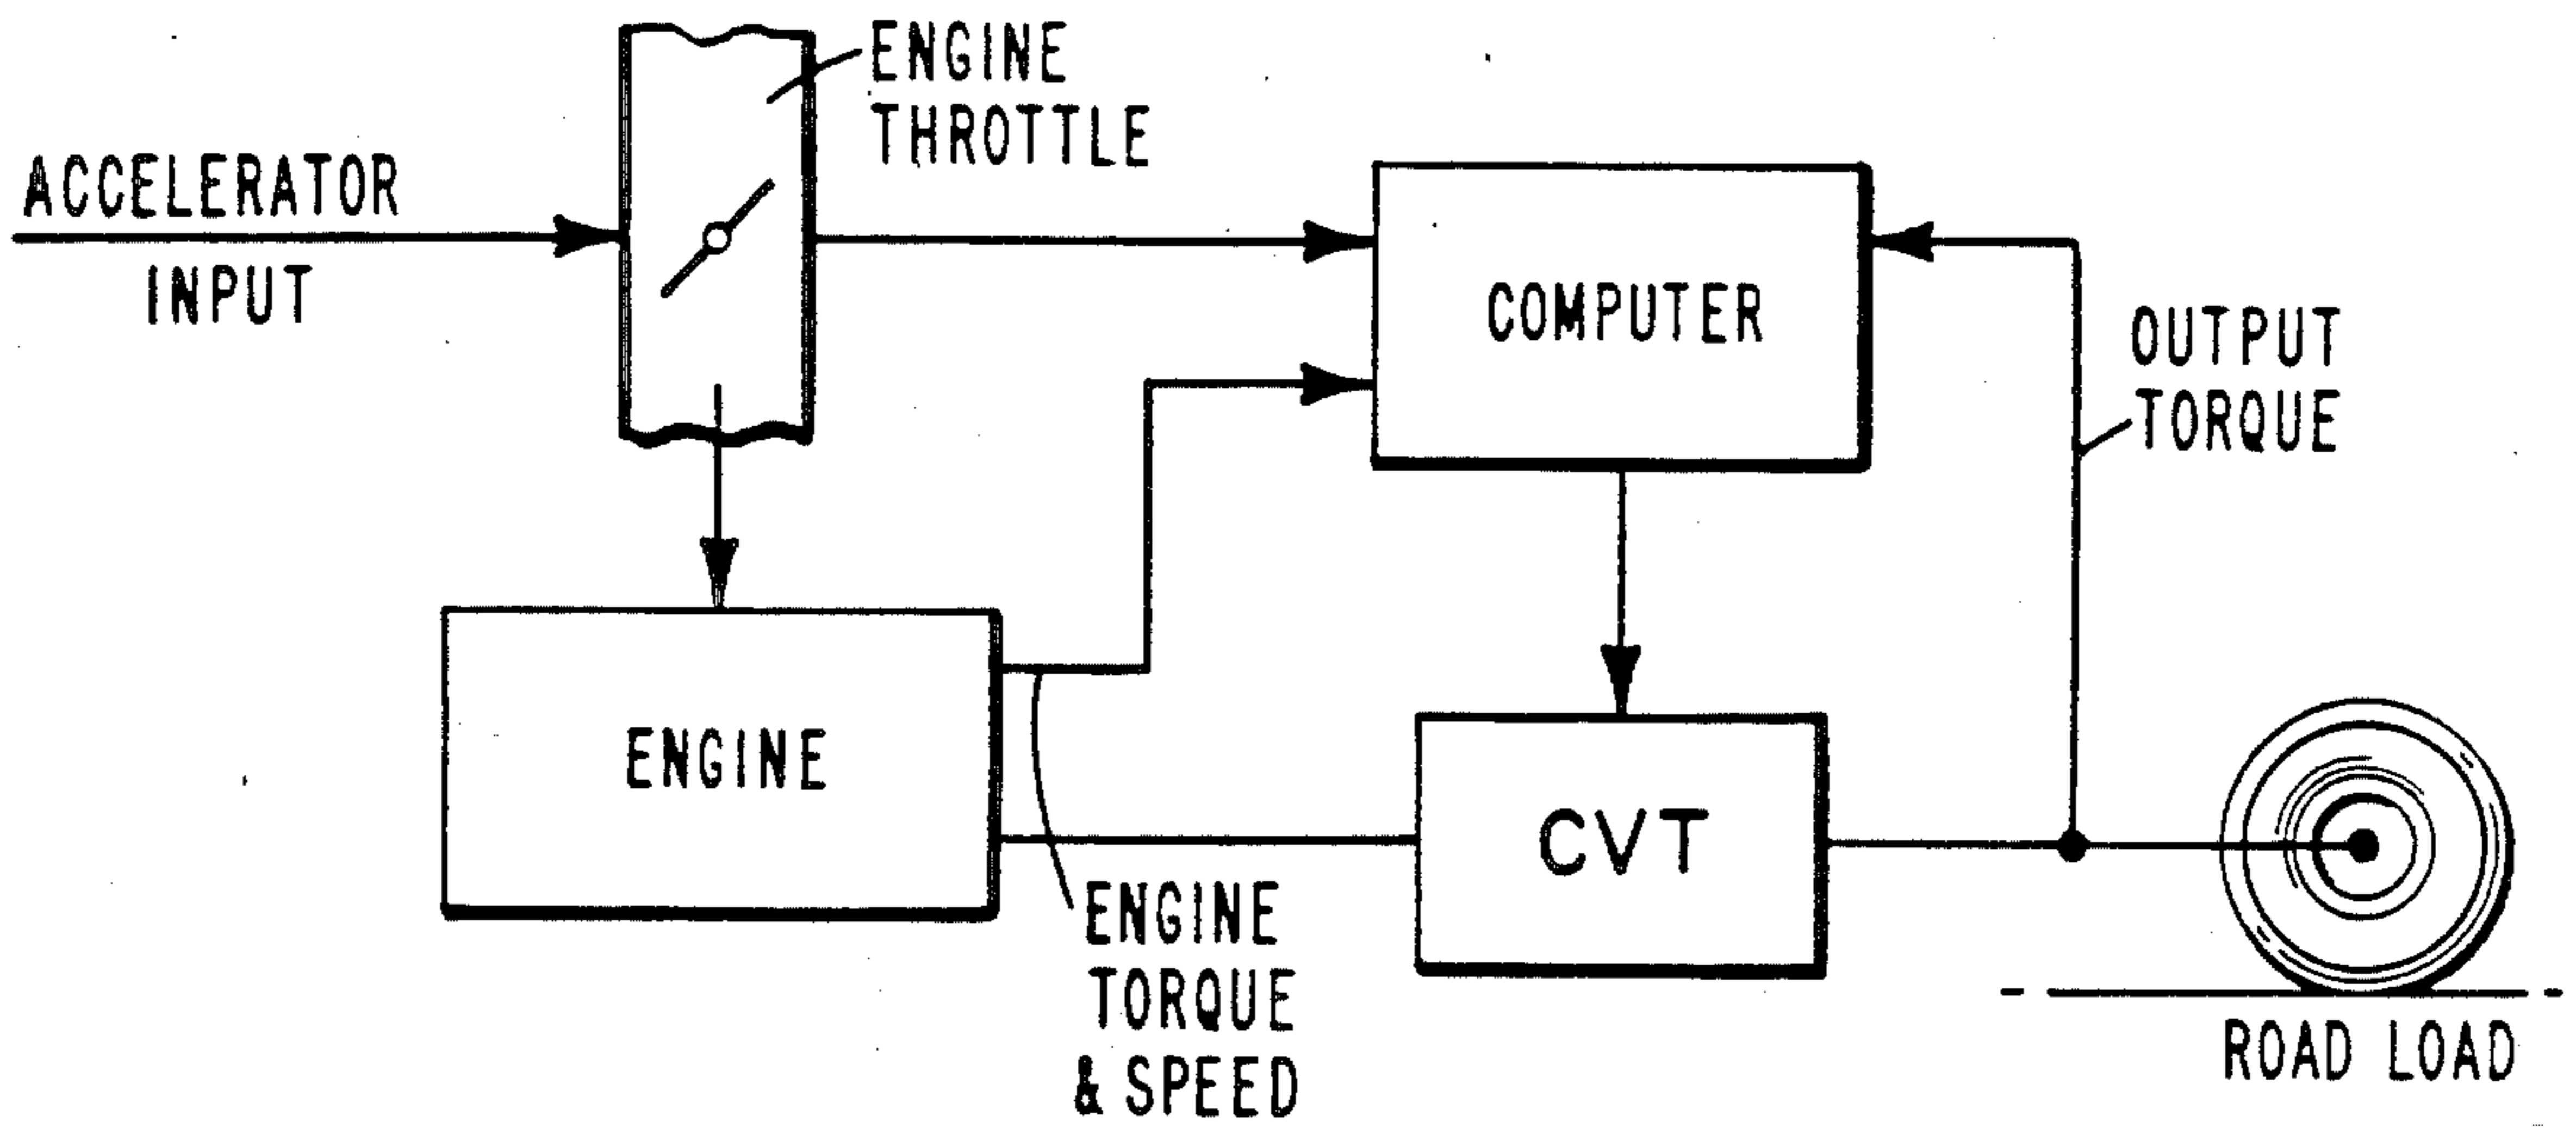 ENGINE
THROTTLE
ACCELERATOR
INPUT
COMPUTER
OUTPUT
TORQUE
ENGINE
CVT
ENGINE
TORQUE
& SPEED
ROAD LOAD